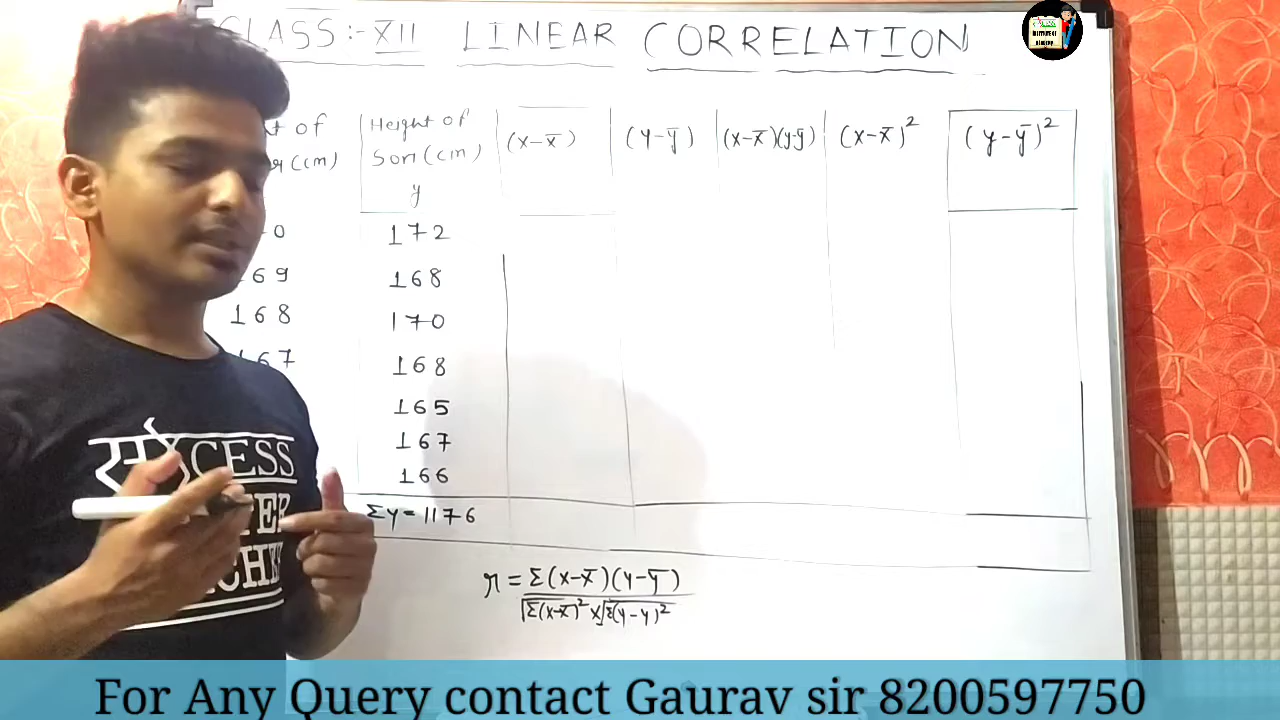 CLASS:-XII LINEAR CORRELATION
Height of
Son (cm)
y
(x-x̄)
(y-ȳ)
(x-x̄)(y-ȳ)
(x-x̄)²
(y-ȳ)²
of
(cm)
0 172
69 168
168 170
67 168
165
167
166
Σy = 1176
r = Σ(x-x̄)(y-ȳ)
√Σ(x-x̄)² × √Σ(y-y)²
CESS
For Any Query contact Gaurav sir 8200597750